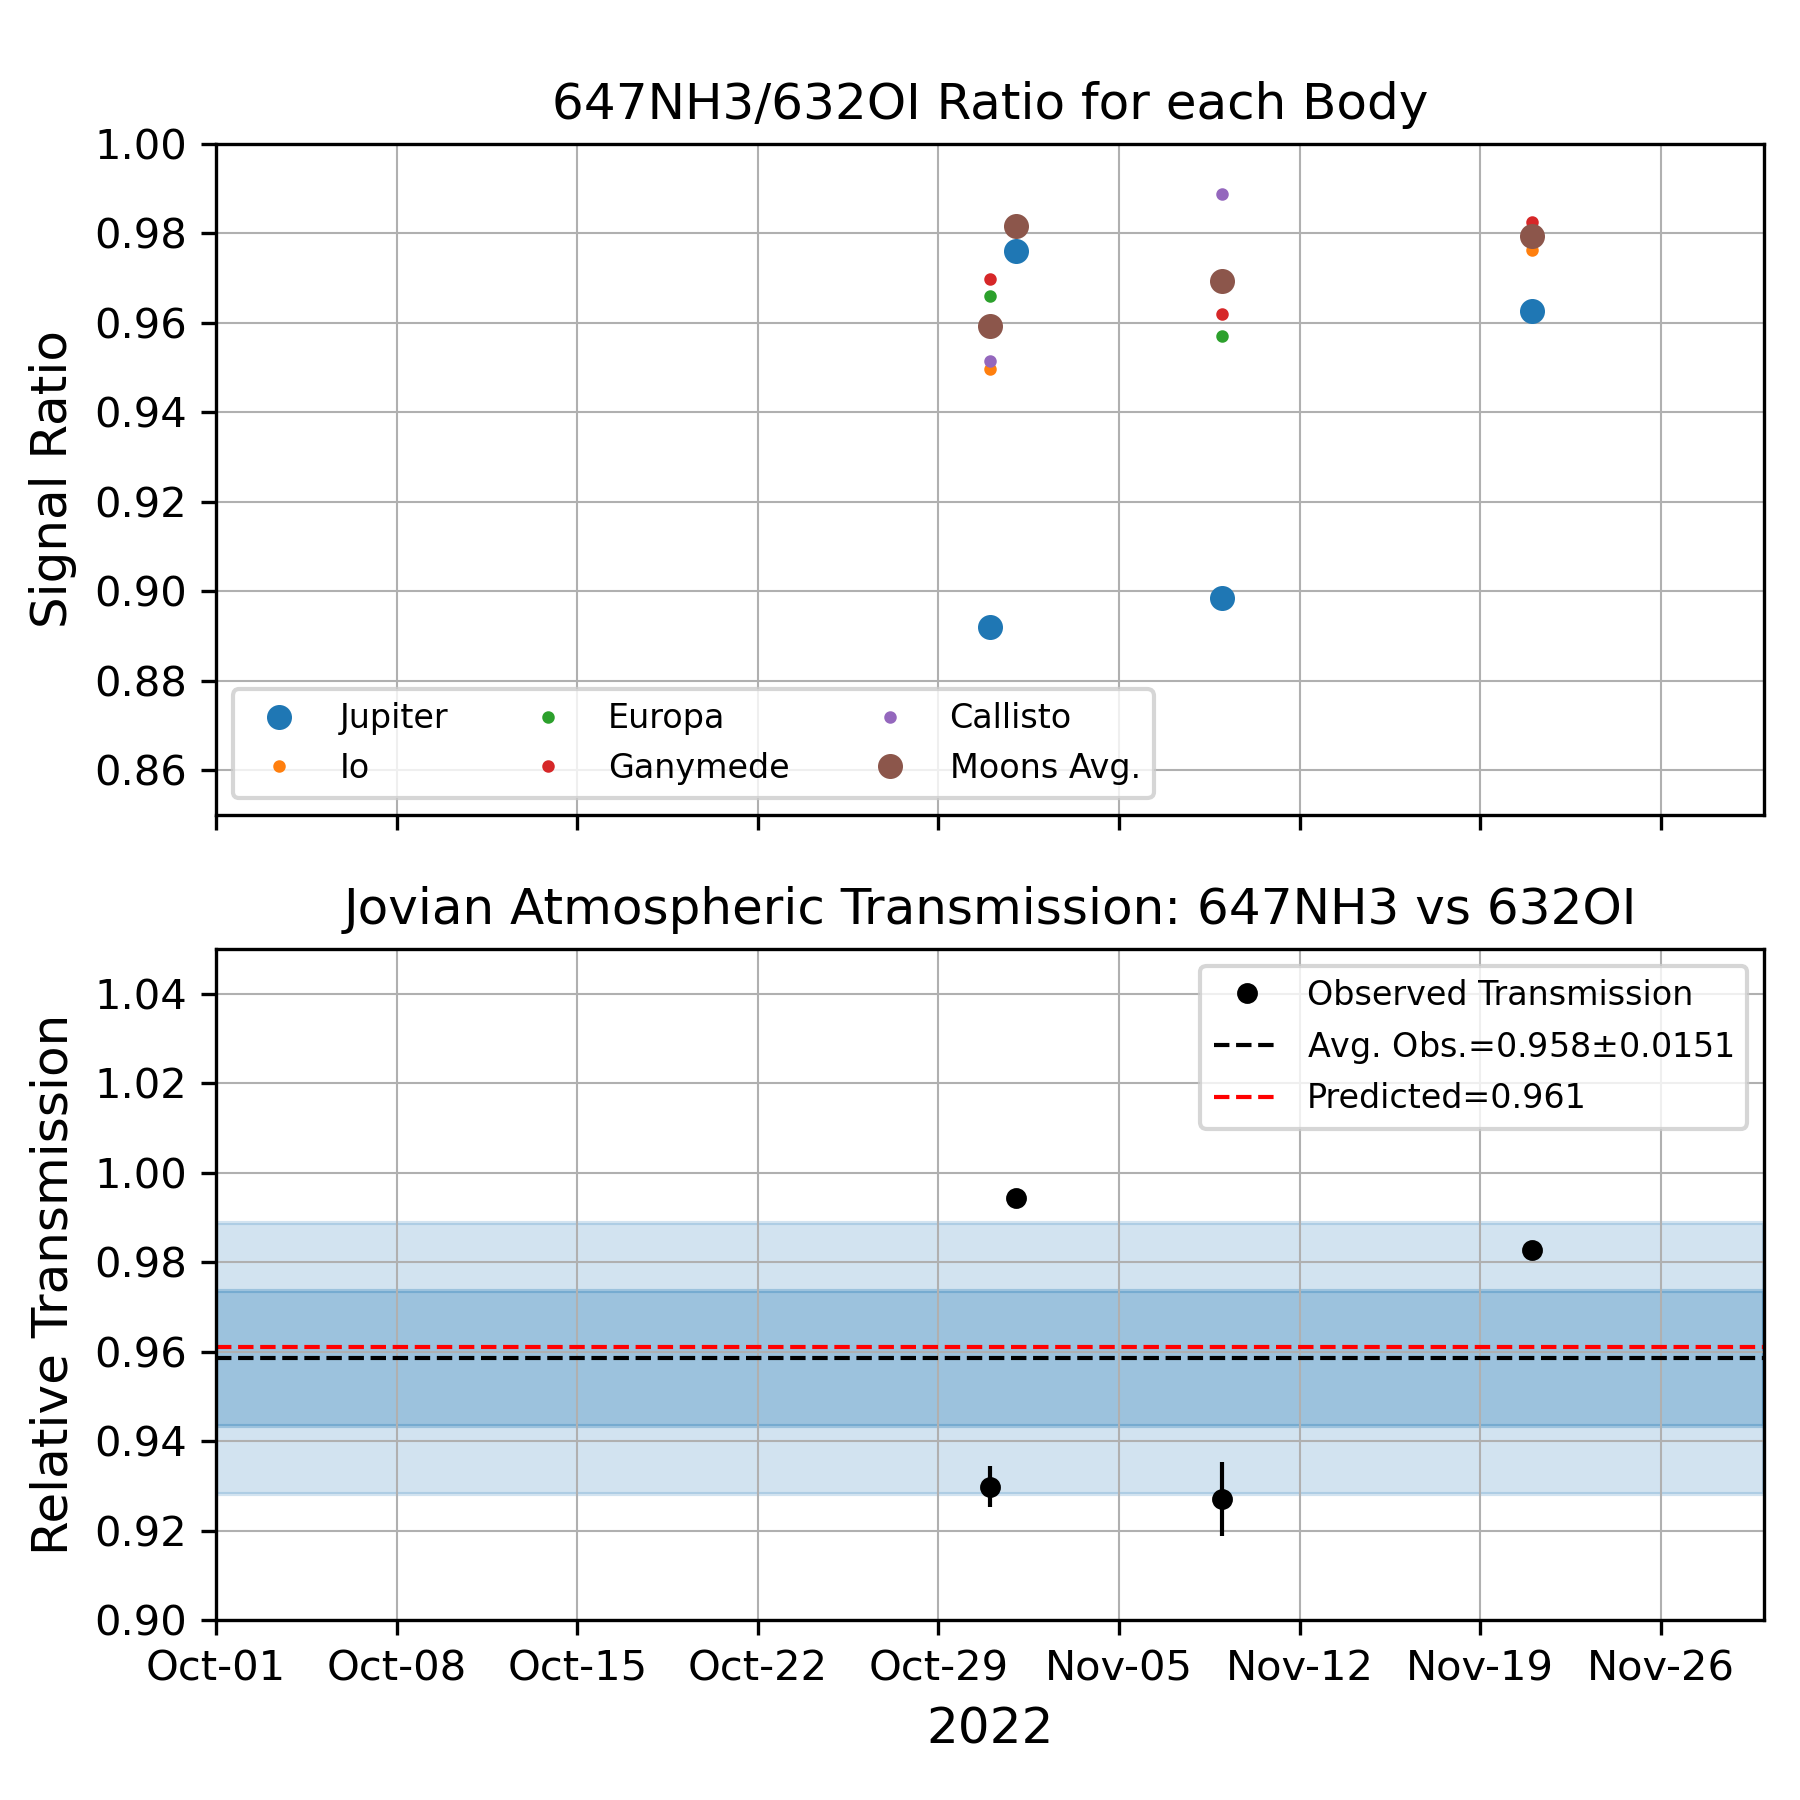 647NH3/632OI Ratio for each Body
Signal Ratio
1.00
0.98
0.96
0.94
0.92
0.90
0.88
0.86
Jupiter
Io
Europa
Ganymede
Callisto
Moons Avg.
Jovian Atmospheric Transmission: 647NH3 vs 632OI
Relative Transmission
1.04
1.02
1.00
0.98
0.96
0.94
0.92
0.90
Observed Transmission
Avg. Obs.=0.958±0.0151
Predicted=0.961
Oct-01 Oct-08 Oct-15 Oct-22 Oct-29 Nov-05 Nov-12 Nov-19 Nov-26
2022